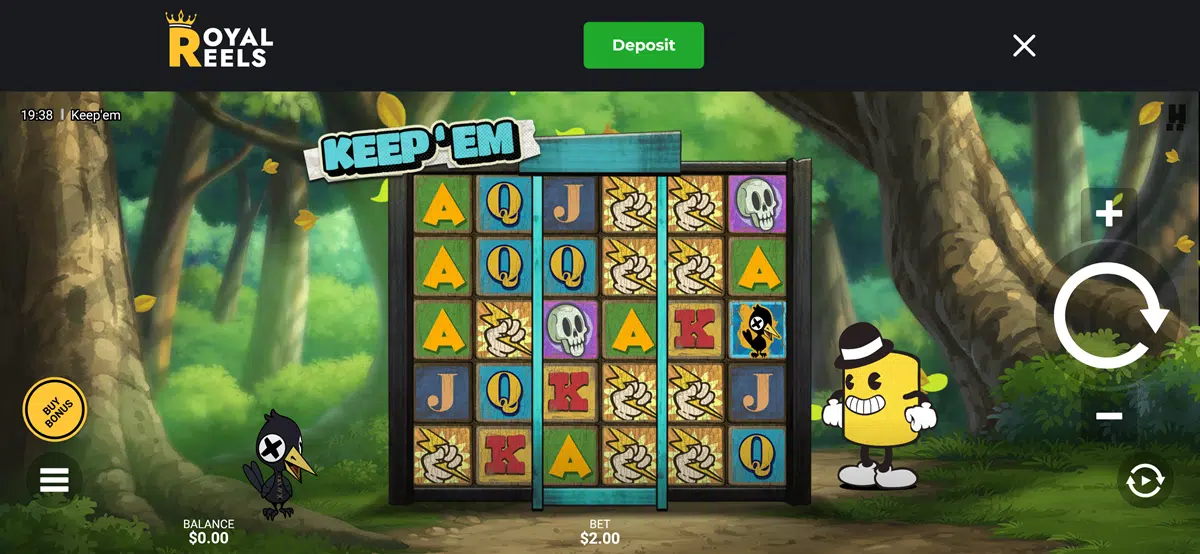 ROYAL
REELS
Deposit
19:38 | Keep'em
KEEP'EM
A Q J
A Q Q A
A A K
J Q K J
K A Q
BUY
BONUS
BALANCE
$0.00
BET
$2.00